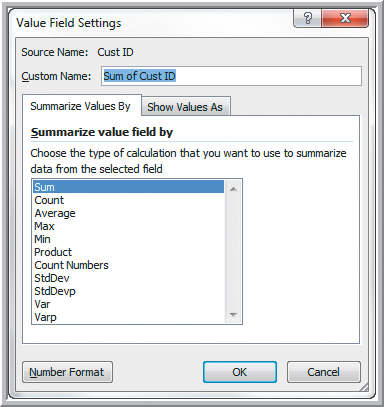 Value Field Settings
?
Source Name: Cust ID
Custom Name: Sum of Cust ID
Summarize Values By Show Values As
Summarize value field by
Choose the type of calculation that you want to use to summarize
data from the selected field
Sum
Count
Average
Max
Min
Product
Count Numbers
StdDev
StdDevp
Var
Varp
Number Format OK Cancel